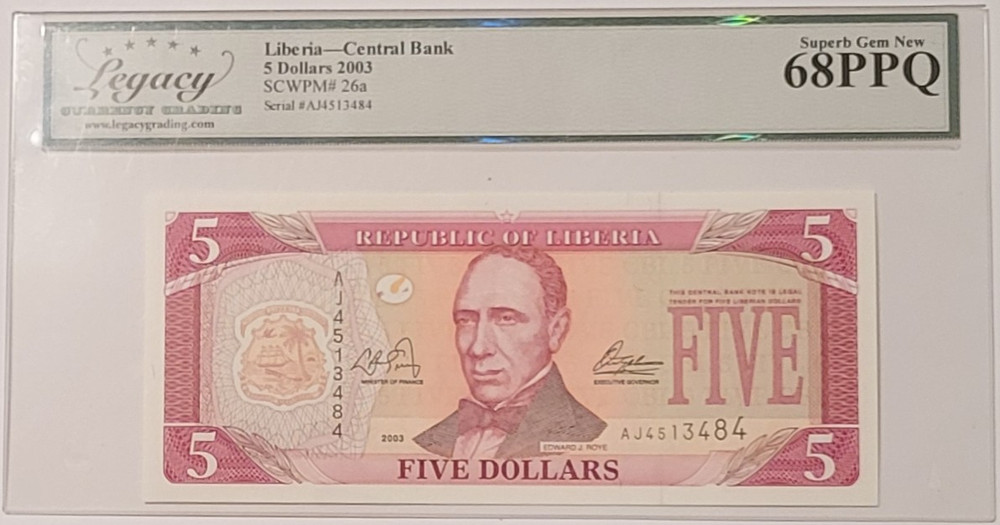 Legacy
CURRENCY GRADING
www.legacygrading.com
Liberia—Central Bank
5 Dollars 2003
SCWPM# 26a
Serial #AJ4513484
Superb Gem New
68PPQ
5
REPUBLIC OF LIBERIA
5
THIS CENTRAL BANK NOTE IS LEGAL
TENDER FOR FIVE LIBERIAN DOLLARS
FIVE
AJ4513484
MINISTER OF FINANCE
EXECUTIVE GOVERNOR
2003
EDWARD J. ROYE
AJ4513484
5
FIVE DOLLARS
5